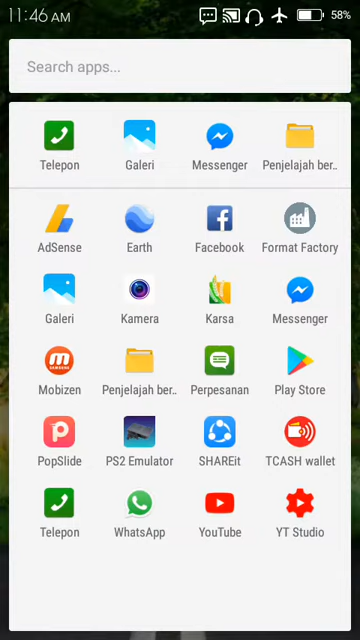 11:46 AM 58%
Search apps...
Telepon Galeri Messenger Penjelajah ber..
AdSense Earth Facebook Format Factory
Galeri Kamera Karsa Messenger
Mobizen Penjelajah ber.. Perpesanan Play Store
PopSlide PS2 Emulator SHAREit TCASH wallet
Telepon WhatsApp YouTube YT Studio